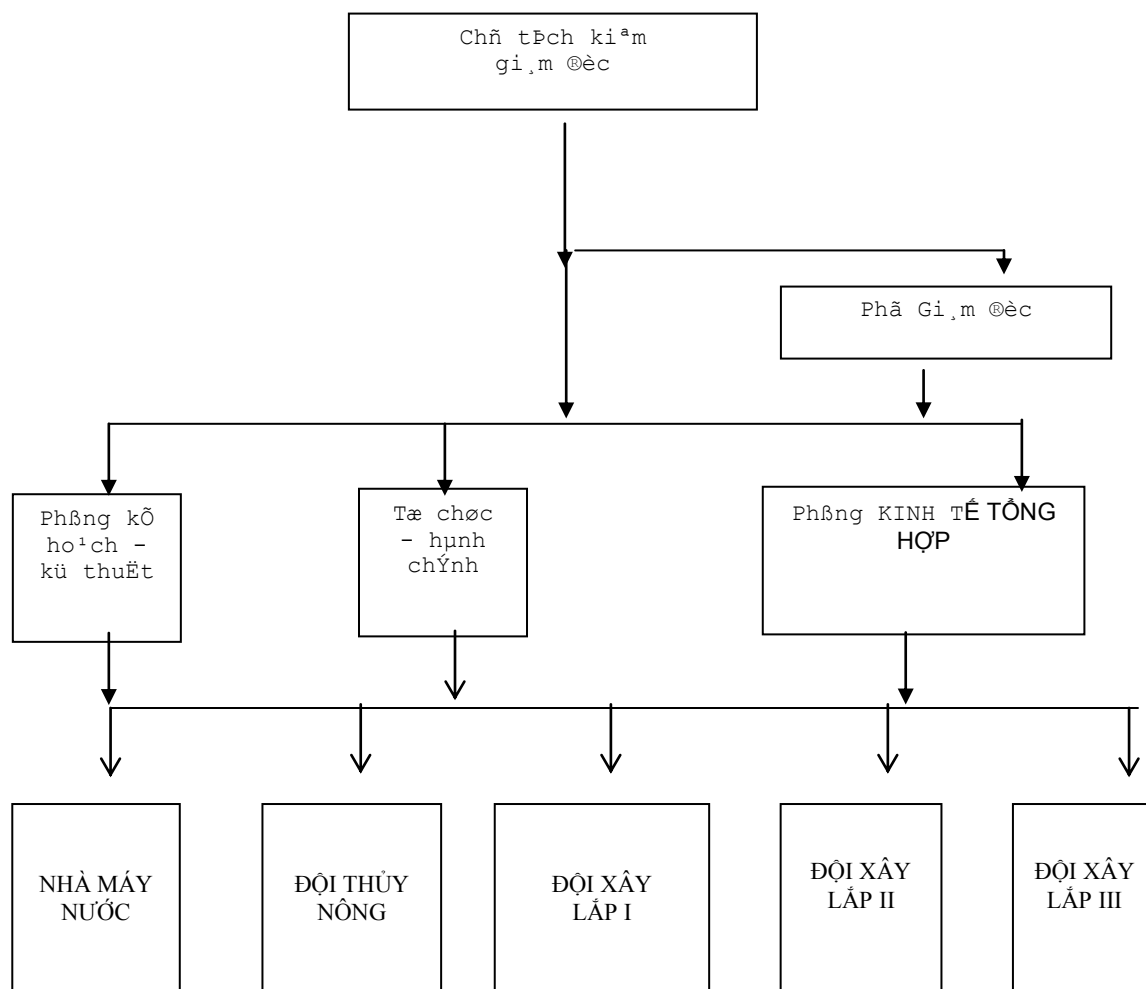 Chñ tÞch kiªm
gi¸m ®èc
Phã Gi¸m ®èc
Phßng kÕ
ho¹ch -
kü thuËt
Tæ chøc
- hµnh
chÝnh
Phßng KINH TẾ TỔNG
HỢP
NHÀ MÁY
NƯỚC
ĐỘI THỦY
NÔNG
ĐỘI XÂY
LẮP I
ĐỘI XÂY
LẮP II
ĐỘI XÂY
LẮP III